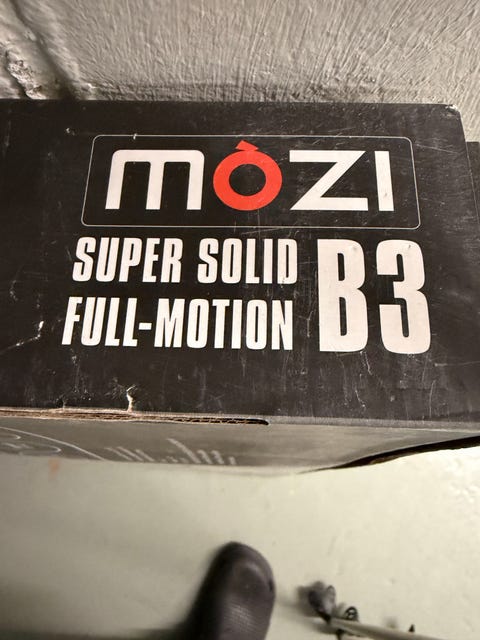 MOZI
SUPER SOLID
FULL-MOTION
B3